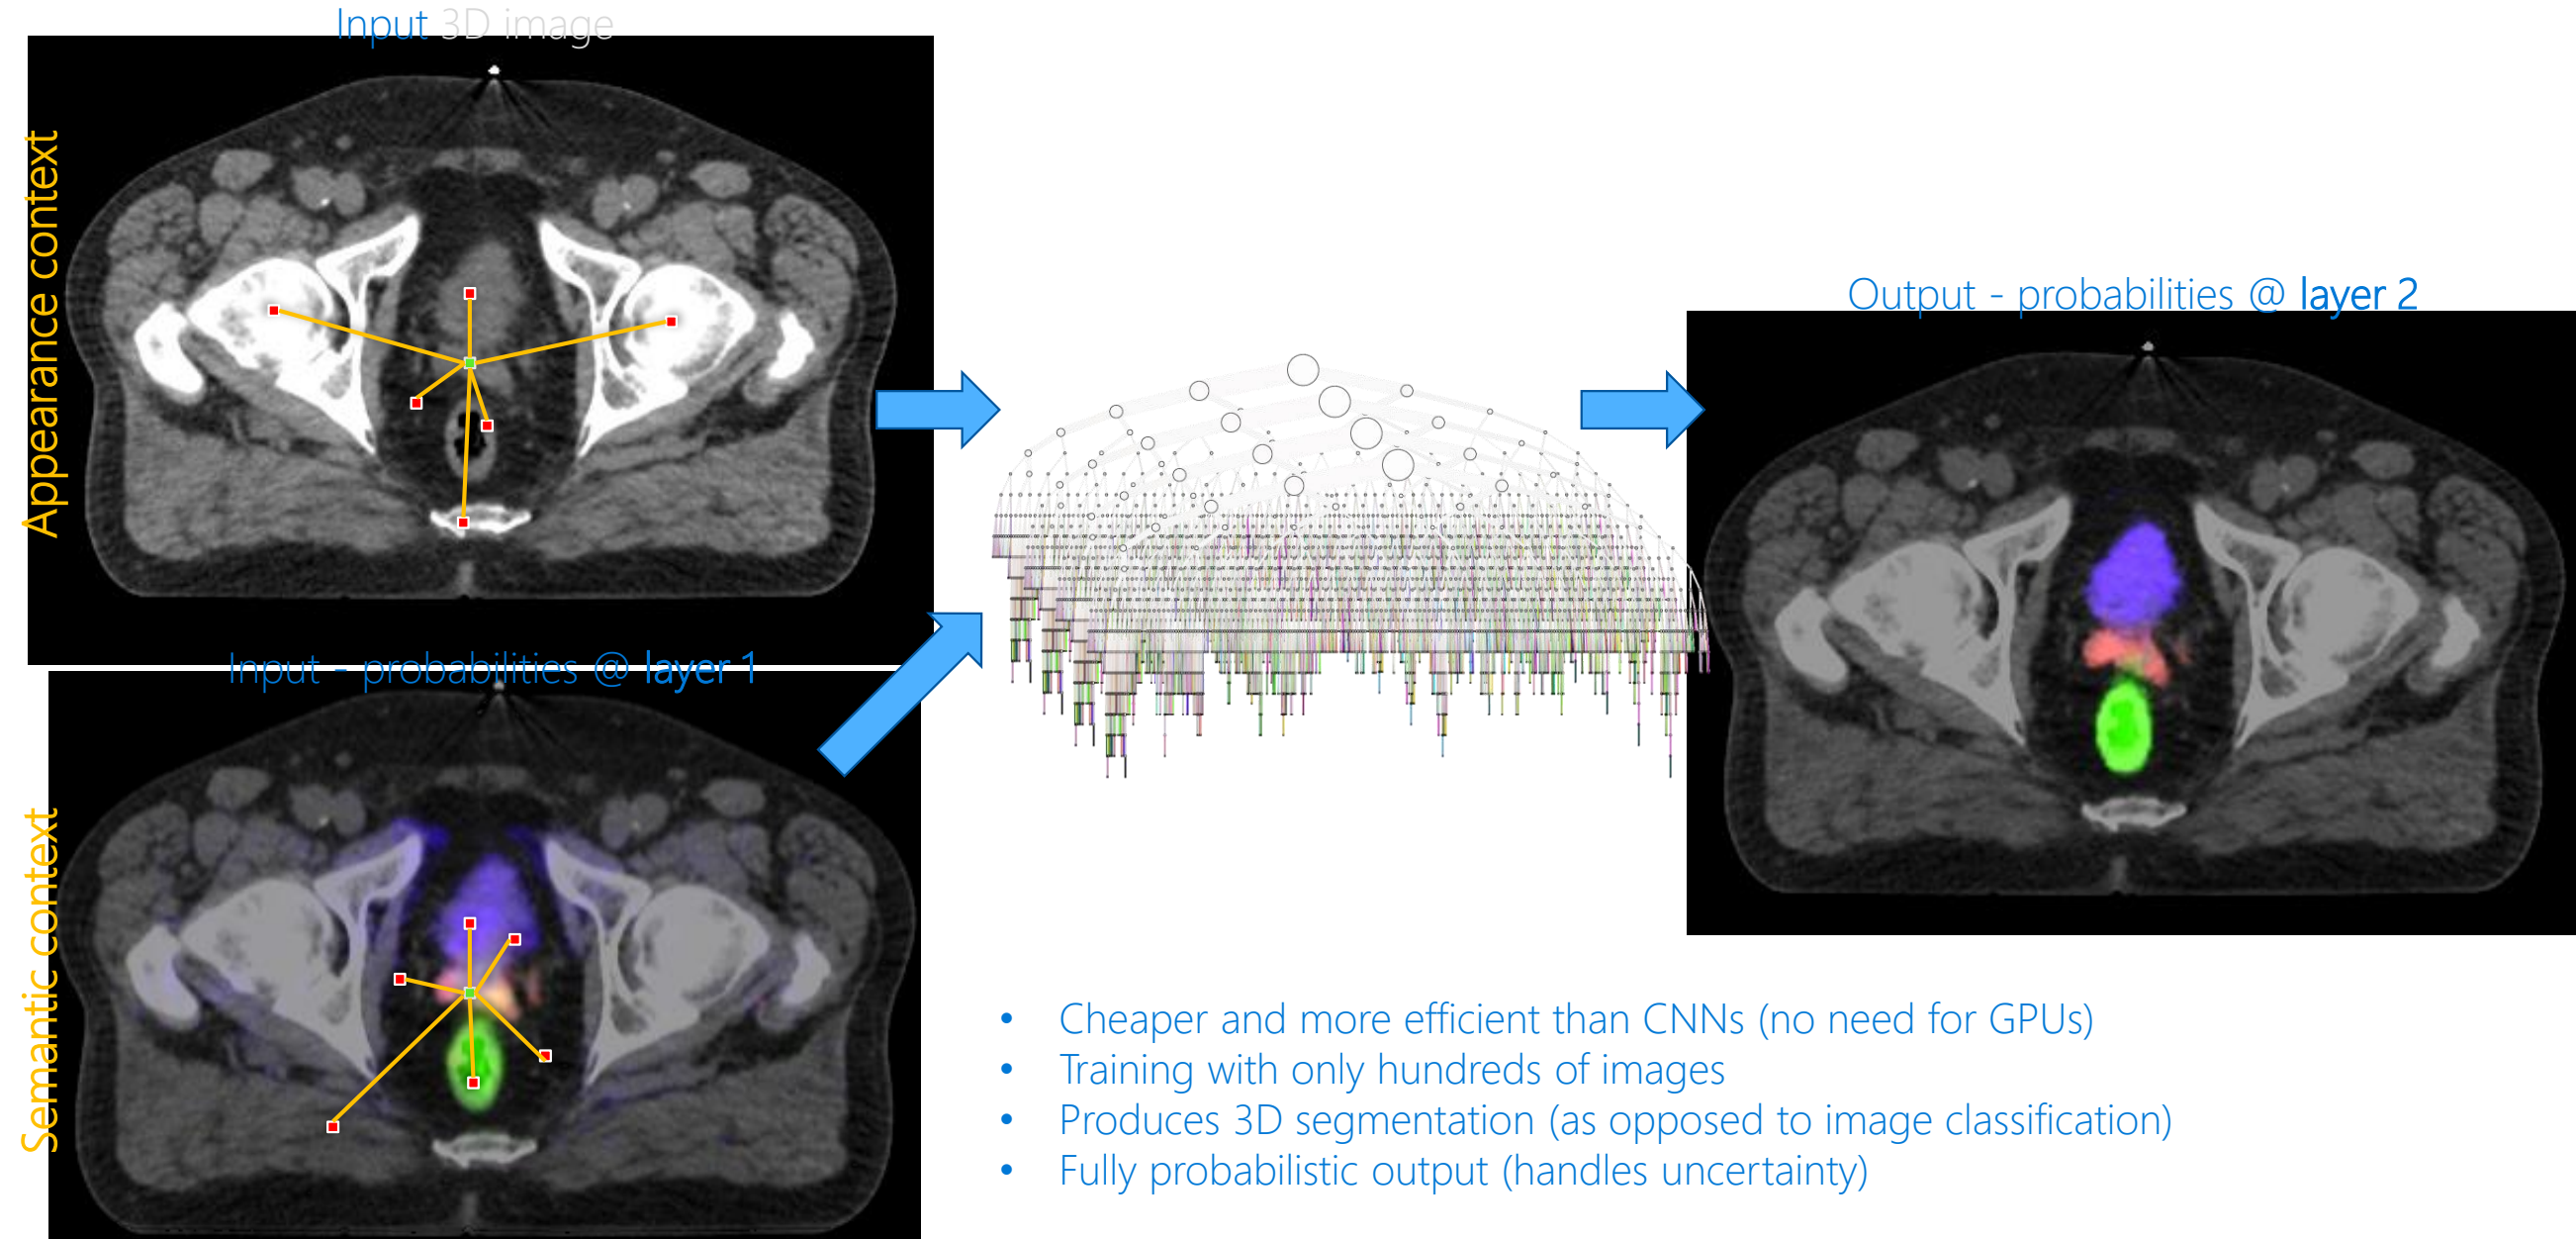 Input 3D image
Appearance context
Input - probabilities @ layer 1
Semantic context
Output - probabilities @ layer 2
• Cheaper and more efficient than CNNs (no need for GPUs)
• Training with only hundreds of images
• Produces 3D segmentation (as opposed to image classification)
• Fully probabilistic output (handles uncertainty)